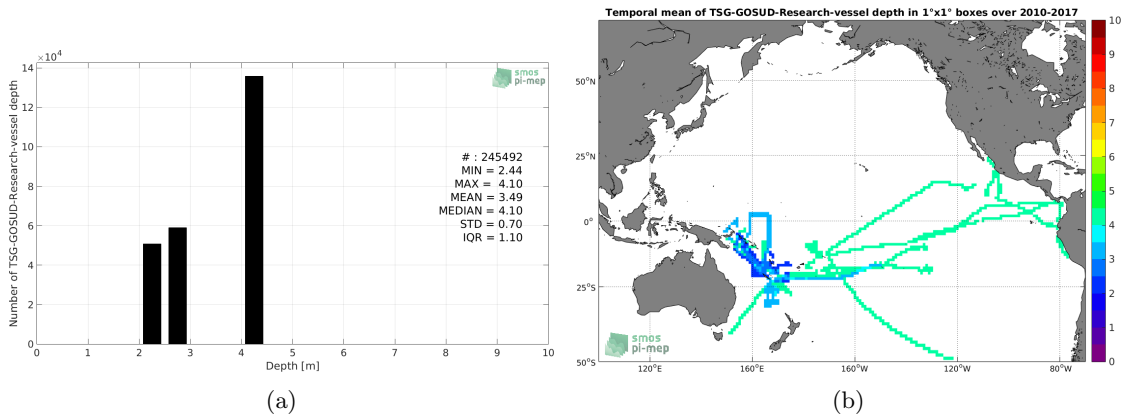 ×10⁴
14
12
10
8
6
4
2
0
Number of TSG-GOSUD-Research-vessel depth
smos
pi-mep
# : 245492
MIN = 2.44
MAX = 4.10
MEAN = 3.49
MEDIAN = 4.10
STD = 0.70
IQR = 1.10
0 1 2 3 4 5 6 7 8 9 10
Depth [m]
(a)
Temporal mean of TSG-GOSUD-Research-vessel depth in 1°x1° boxes over 2010-2017
50°N
25°N
0°
25°S
50°S
120°E 160°E 160°W 120°W 80°W
smos
pi-mep
10
9
8
7
6
5
4
3
2
1
0
(b)